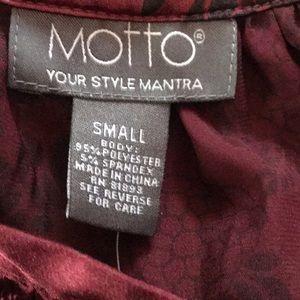 MOTTO®
YOUR STYLE MANTRA
SMALL
BODY:
95% POLYESTER
5% SPANDEX
MADE IN CHINA
RN 81893
SEE REVERSE
FOR CARE